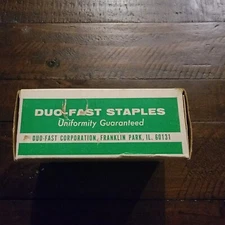 DUO-FAST STAPLES
Uniformity Guaranteed
DUO-FAST CORPORATION, FRANKLIN PARK, IL. 60131